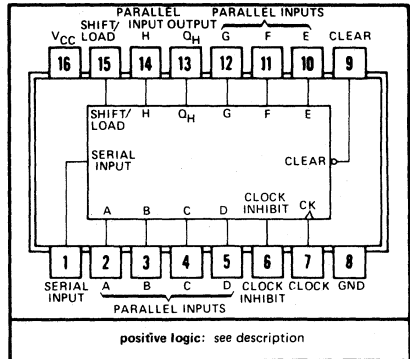 PARALLEL PARALLEL INPUTS
SHIFT/ INPUT OUTPUT
VCC LOAD H QH G F E CLEAR
16 15 14 13 12 11 10 9
SHIFT/ H QH G F E
LOAD
SERIAL
INPUT
CLEAR
CLOCK
INHIBIT CK
A B C D
1 2 3 4 5 6 7 8
SERIAL A B C D CLOCK CLOCK GND
INPUT INHIBIT
PARALLEL INPUTS
positive logic: see description